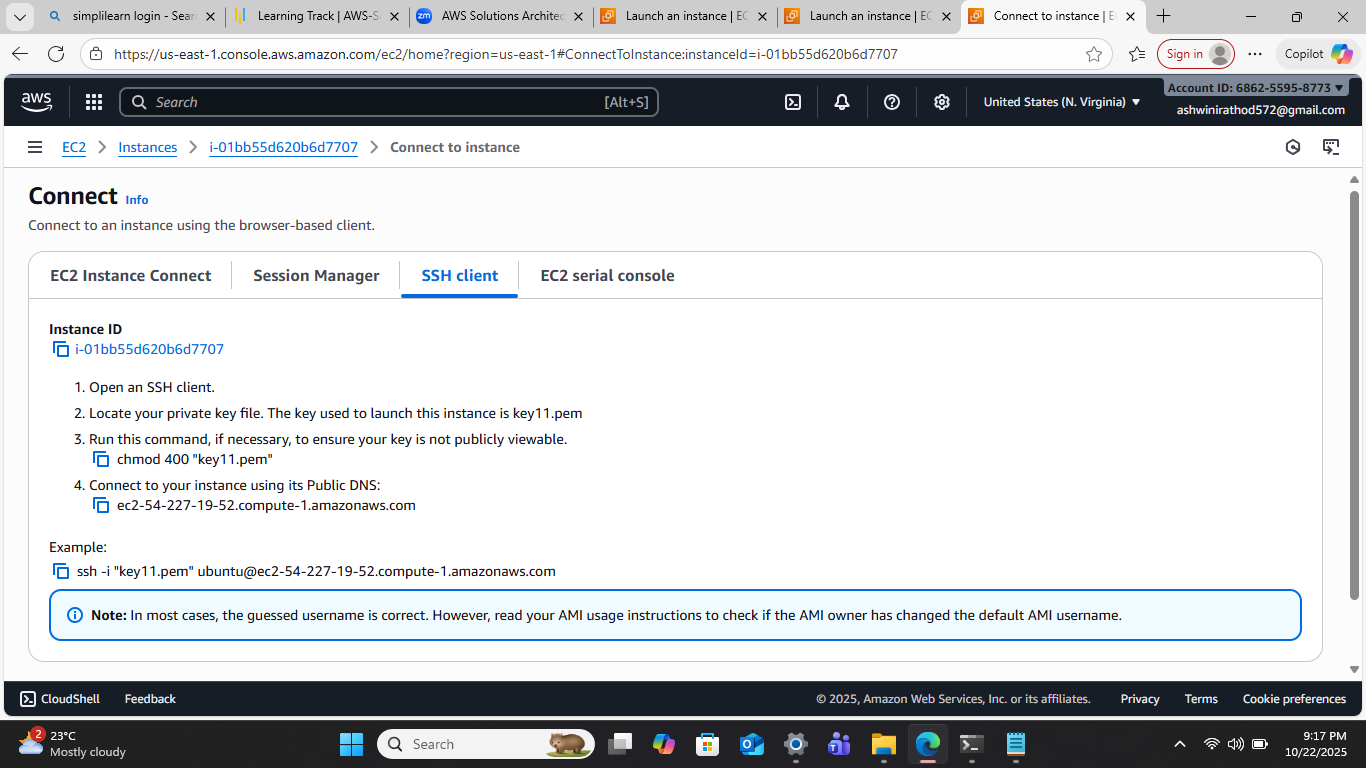 simplilearn login - Sear
Learning Track | AWS-S
zm
AWS Solutions Architec
Launch an instance | EC
Launch an instance | EC
Connect to instance | E
https://us-east-1.console.aws.amazon.com/ec2/home?region=us-east-1#ConnectToInstance:instanceId=i-01bb55d620b6d7707
Sign in
Copilot
aws
Search
[Alt+S]
United States (N. Virginia)
Account ID: 6862-5595-8773
ashwinirathod572@gmail.com
EC2
Instances
i-01bb55d620b6d7707
Connect to instance
Connect Info
Connect to an instance using the browser-based client.
EC2 Instance Connect
Session Manager
SSH client
EC2 serial console
Instance ID
i-01bb55d620b6d7707
1. Open an SSH client.
2. Locate your private key file. The key used to launch this instance is key11.pem
3. Run this command, if necessary, to ensure your key is not publicly viewable.
chmod 400 "key11.pem"
4. Connect to your instance using its Public DNS:
ec2-54-227-19-52.compute-1.amazonaws.com
Example:
ssh -i "key11.pem" ubuntu@ec2-54-227-19-52.compute-1.amazonaws.com
Note: In most cases, the guessed username is correct. However, read your AMI usage instructions to check if the AMI owner has changed the default AMI username.
CloudShell
Feedback
© 2025, Amazon Web Services, Inc. or its affiliates.
Privacy
Terms
Cookie preferences
2
23°C
Mostly cloudy
Search
9:17 PM
10/22/2025